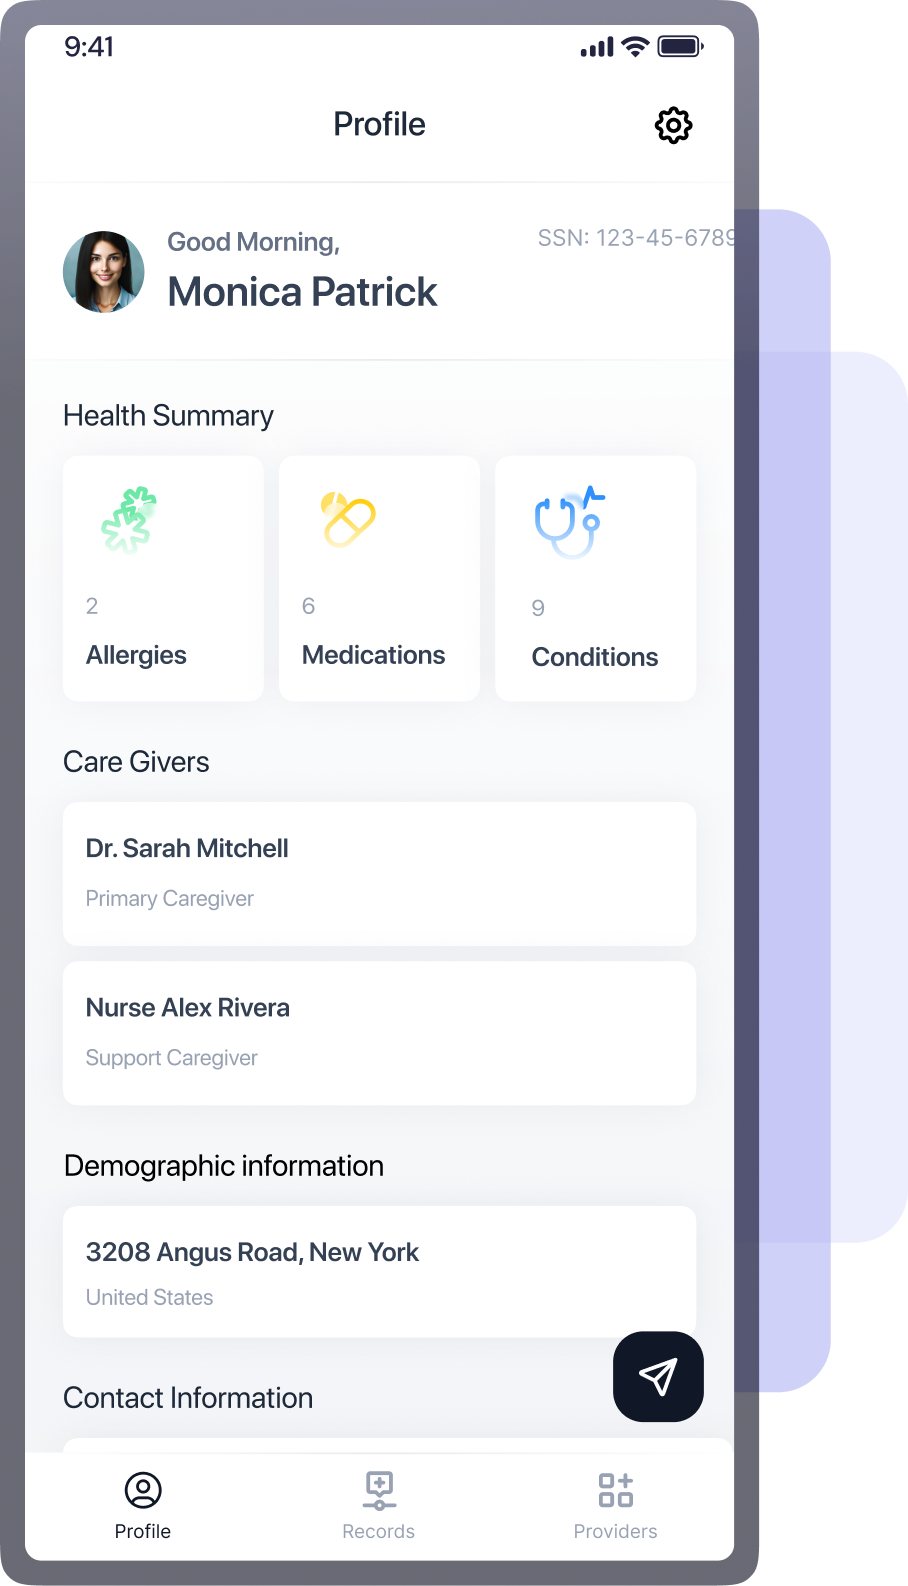 9:41
Profile
Good Morning,
SSN: 123-45-6789
Monica Patrick
Health Summary
2
6
9
Allergies
Medications
Conditions
Care Givers
Dr. Sarah Mitchell
Primary Caregiver
Nurse Alex Rivera
Support Caregiver
Demographic information
3208 Angus Road, New York
United States
Contact Information
Profile
Records
Providers